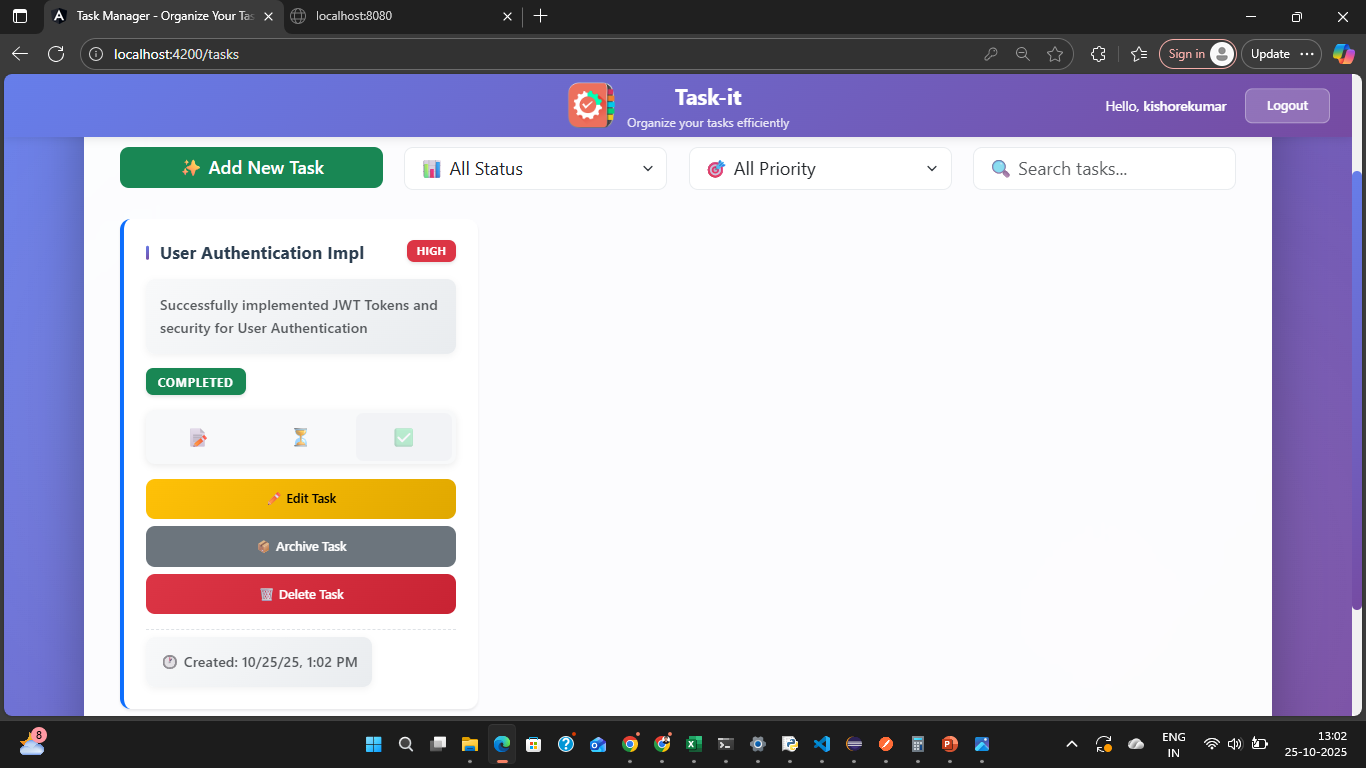 Task Manager - Organize Your Tas
localhost:8080
localhost:4200/tasks
Sign in
Update
Task-it
Organize your tasks efficiently
Hello, kishorekumar
Logout
✨ Add New Task
📊 All Status
🎯 All Priority
🔍 Search tasks...
User Authentication Impl
HIGH
Successfully implemented JWT Tokens and
security for User Authentication
COMPLETED
Edit Task
Archive Task
Delete Task
Created: 10/25/25, 1:02 PM
8
ENG
IN
13:02
25-10-2025